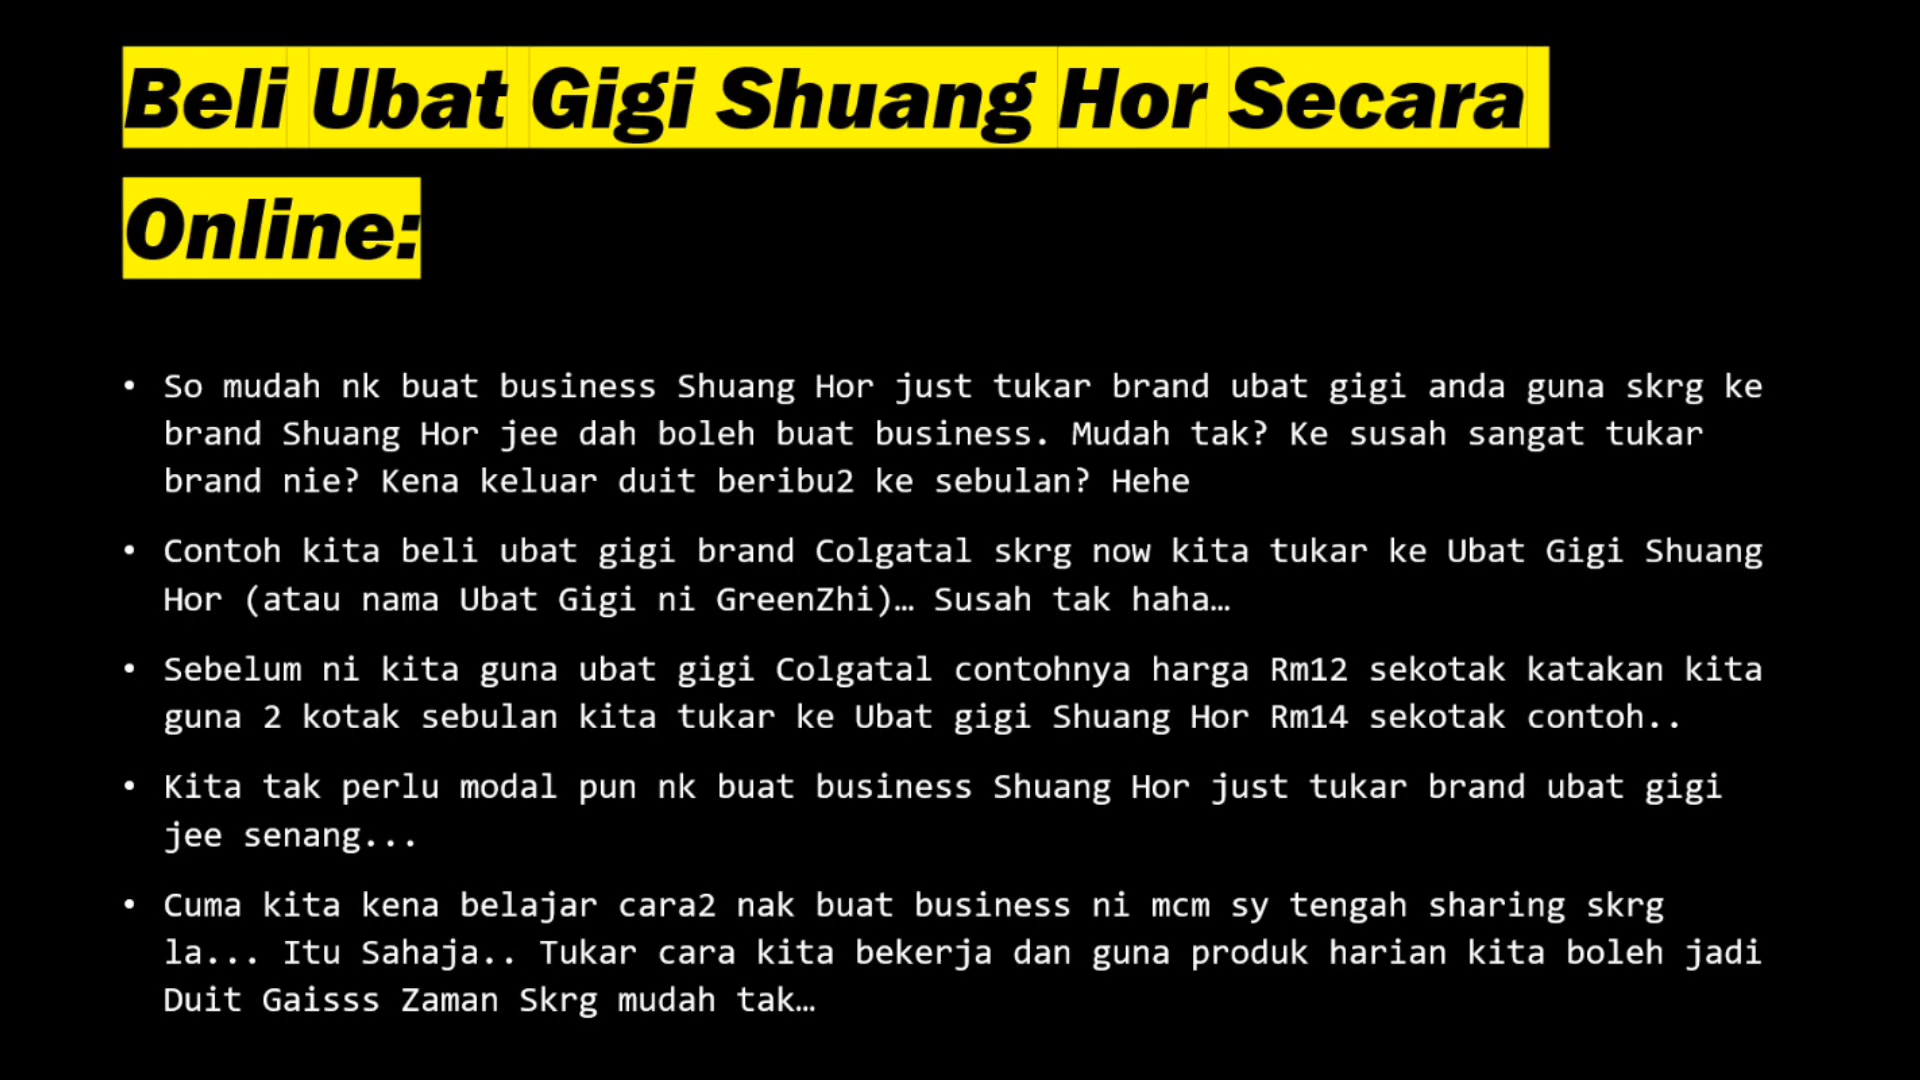 Beli Ubat Gigi Shuang Hor Secara
Online:
• So mudah nk buat business Shuang Hor just tukar brand ubat gigi anda guna skrg ke
brand Shuang Hor jee dah boleh buat business. Mudah tak? Ke susah sangat tukar
brand nie? Kena keluar duit beribu2 ke sebulan? Hehe
• Contoh kita beli ubat gigi brand Colgatal skrg now kita tukar ke Ubat Gigi Shuang
Hor (atau nama Ubat Gigi ni GreenZhi)… Susah tak haha…
• Sebelum ni kita guna ubat gigi Colgatal contohnya harga Rm12 sekotak katakan kita
guna 2 kotak sebulan kita tukar ke Ubat gigi Shuang Hor Rm14 sekotak contoh..
• Kita tak perlu modal pun nk buat business Shuang Hor just tukar brand ubat gigi
jee senang...
• Cuma kita kena belajar cara2 nak buat business ni mcm sy tengah sharing skrg
la... Itu Sahaja.. Tukar cara kita bekerja dan guna produk harian kita boleh jadi
Duit Gaisss Zaman Skrg mudah tak…